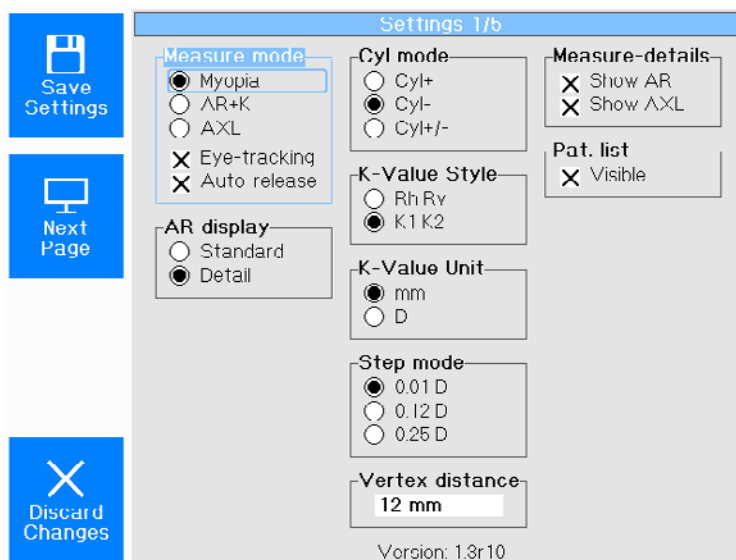 Settings 1/5
Save
Settings
Next
Page
Discard
Changes
Measure mode
Myopia
AR+K
AXL
Eye-tracking
Auto release
AR display
Standard
Detail
Cyl mode
Cyl+
Cyl-
Cyl+/-
K-Value Style
Rh Rv
K1 K2
K-Value Unit
mm
D
Step mode
0.01 D
0.12 D
0.25 D
Vertex distance
12 mm
Version: 1.3r10
Measure-details
Show AR
Show AXL
Pat. list
Visible